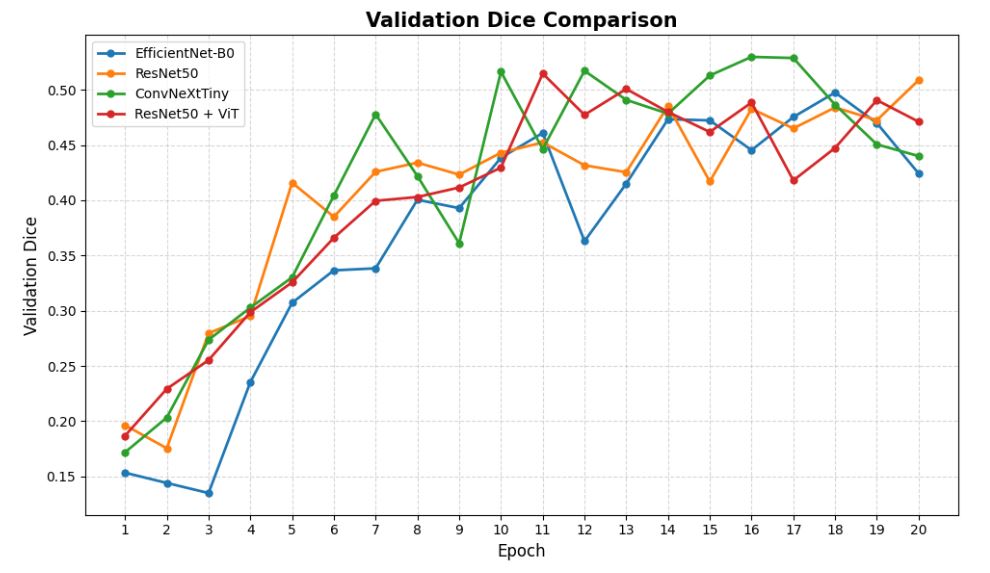 Validation Dice Comparison
EfficientNet-B0
ResNet50
ConvNeXtTiny
ResNet50 + ViT
Validation Dice
0.50
0.45
0.40
0.35
0.30
0.25
0.20
0.15
1 2 3 4 5 6 7 8 9 10 11 12 13 14 15 16 17 18 19 20
Epoch